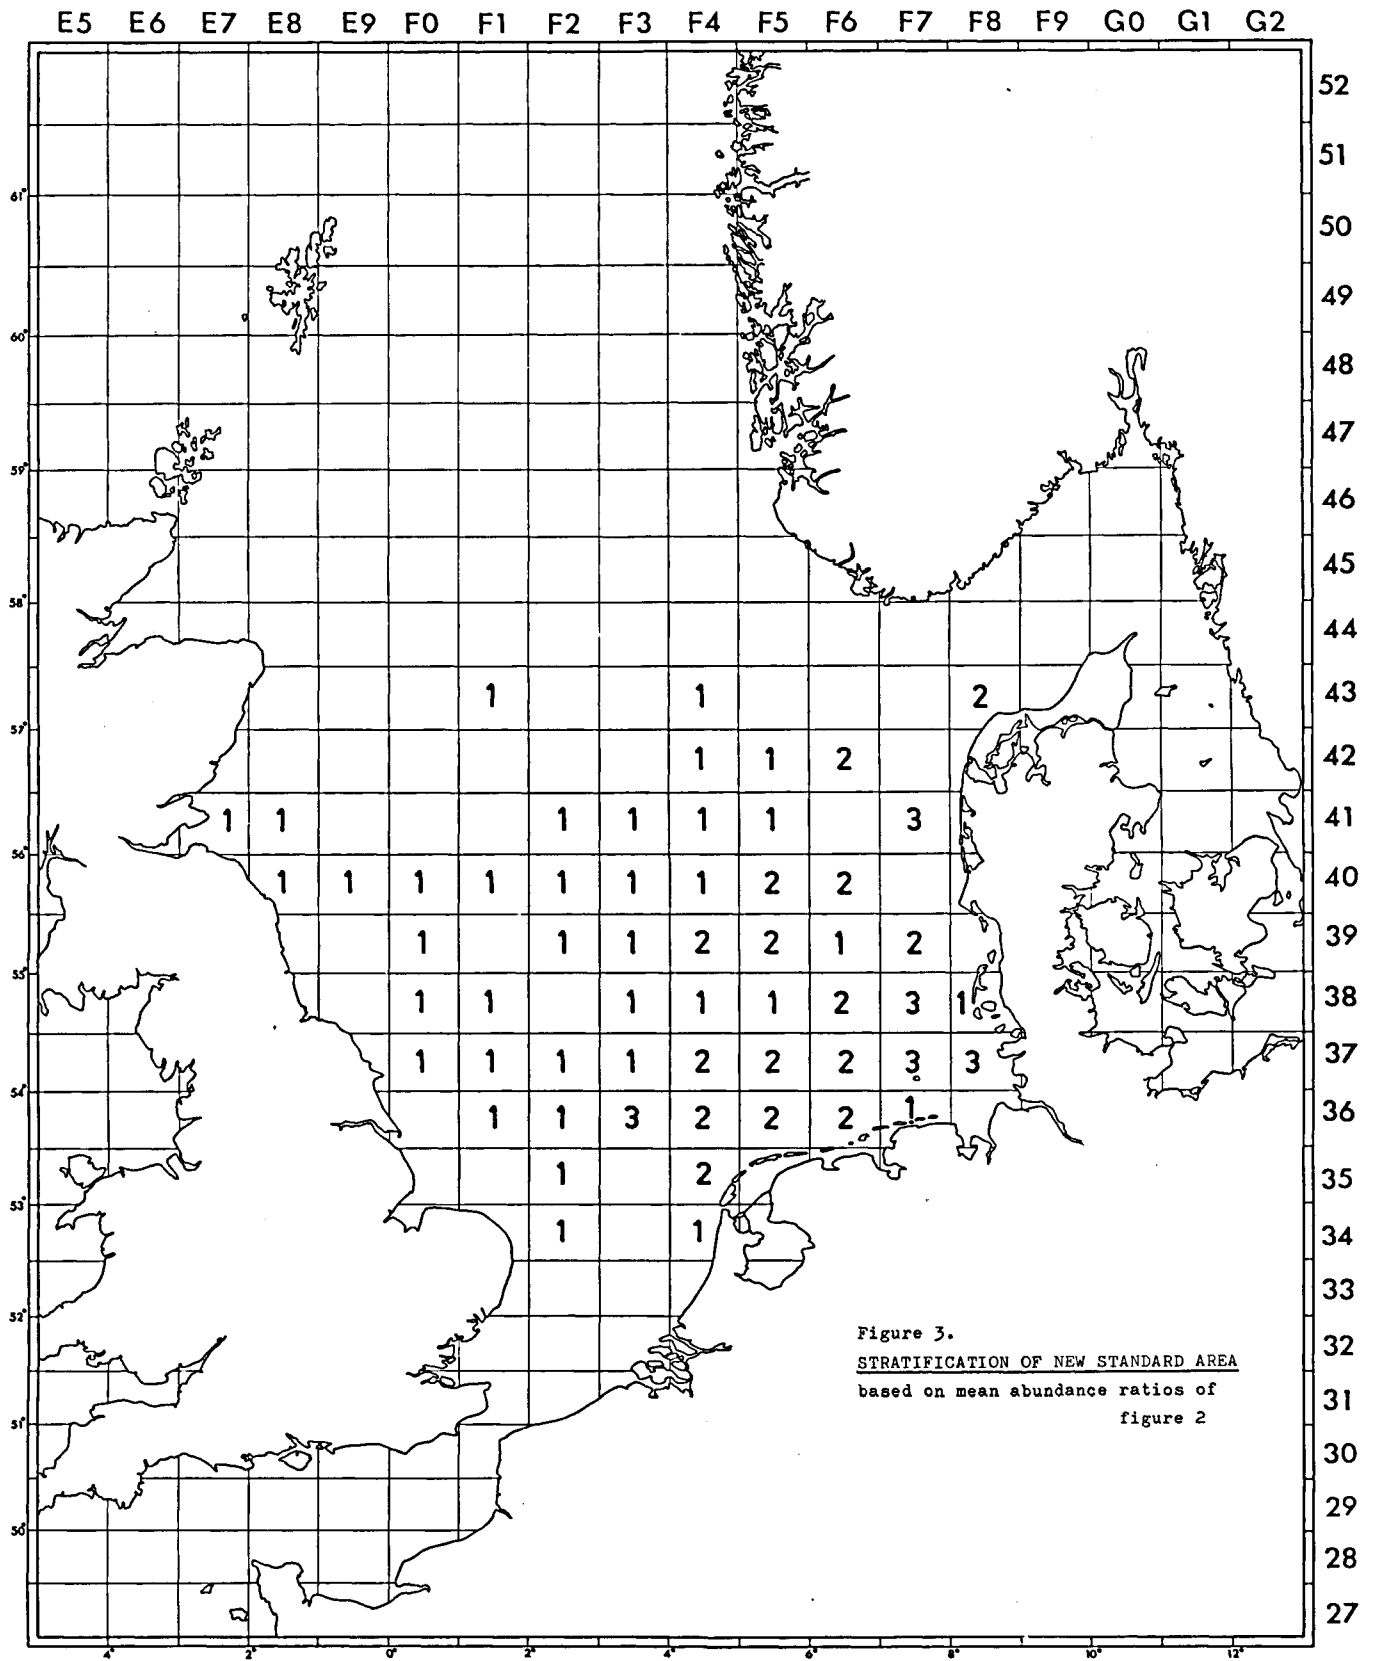 E5 E6 E7 E8 E9 F0 F1 F2 F3 F4 F5 F6 F7 F8 F9 G0 G1 G2
52
51
61°
50
49
60°
48
47
59°
46
45
58°
44
1 1 2 43
57°
1 1 2 42
1 1 1 1 1 1 3 41
56°
1 1 1 1 1 1 1 2 2 40
1 1 1 2 2 1 2 39
55°
1 1 1 1 1 2 3 1 38
1 1 1 1 2 2 2 3 3 37
54°
1 1 3 2 2 2 1 36
1 2 35
53°
1 1 34
33
52°
32
31
51°
30
29
50°
28
27
Figure 3.
STRATIFICATION OF NEW STANDARD AREA
based on mean abundance ratios of
figure 2
4° 2° 0° 2° 4° 6° 8° 10° 12°